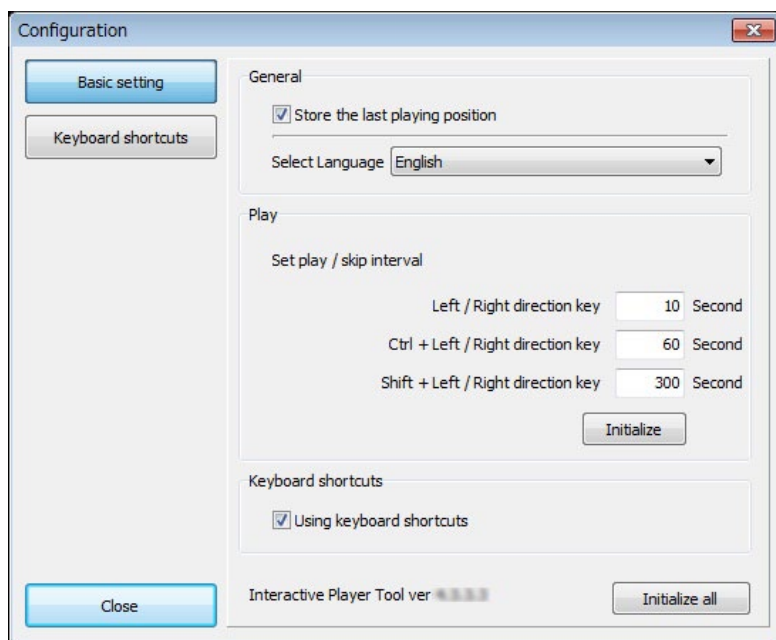 Configuration
Basic setting
Keyboard shortcuts
General
Store the last playing position
Select Language English
Play
Set play / skip interval
Left / Right direction key 10 Second
Ctrl + Left / Right direction key 60 Second
Shift + Left / Right direction key 300 Second
Initialize
Keyboard shortcuts
Using keyboard shortcuts
Close
Interactive Player Tool ver
Initialize all